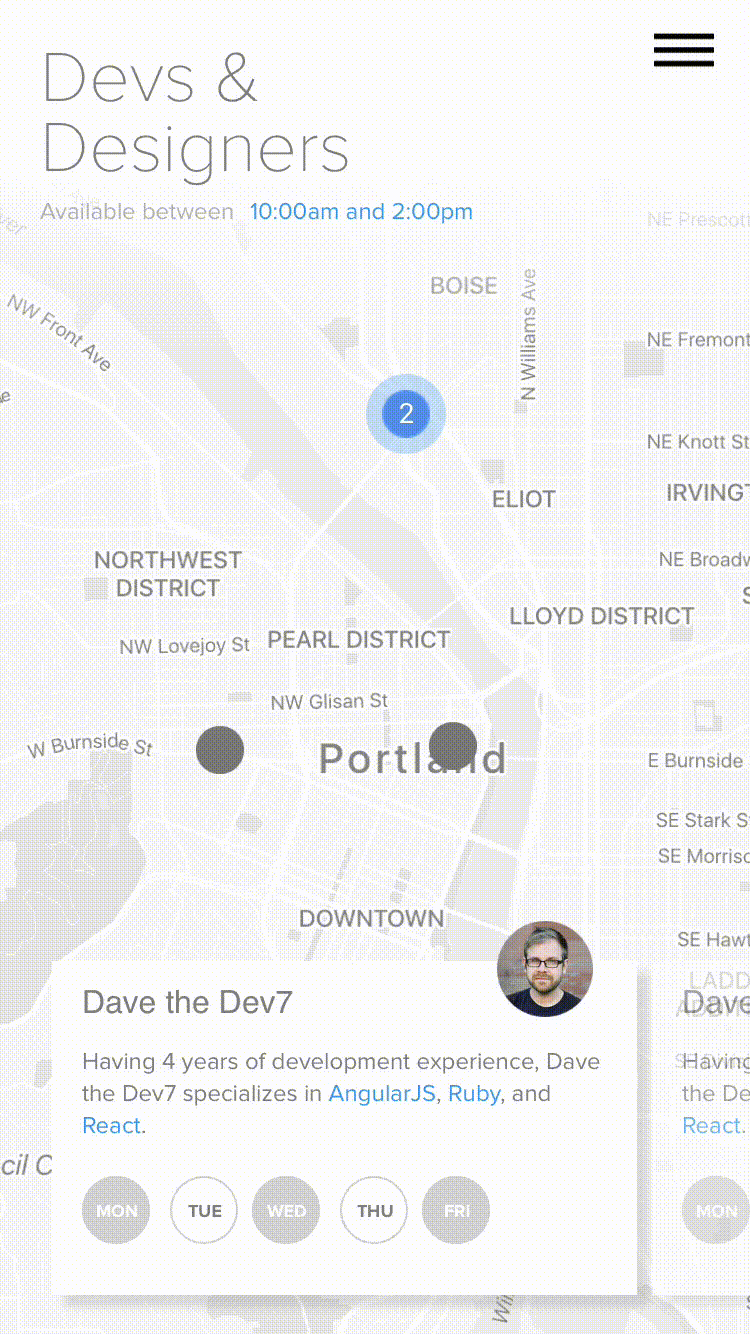 Devs &
Designers
Available between 10:00am and 2:00pm
NE Prescott
BOISE
N Williams Ave
NW Front Ave
NE Fremont
2
NE Knott St
ELIOT
IRVINGT
NORTHWEST
DISTRICT
NE Broadw
LLOYD DISTRICT
NW Lovejoy St
PEARL DISTRICT
NW Glisan St
W Burnside St
Portland
E Burnside
SE Stark S
SE Morriso
DOWNTOWN
SE Hawt
LADD
Dave the Dev7
Dave
Having 4 years of development experience, Dave
the Dev7 specializes in AngularJS, Ruby, and
React.
Having
the De
React.
cil C
MON TUE WED THU FRI
MON